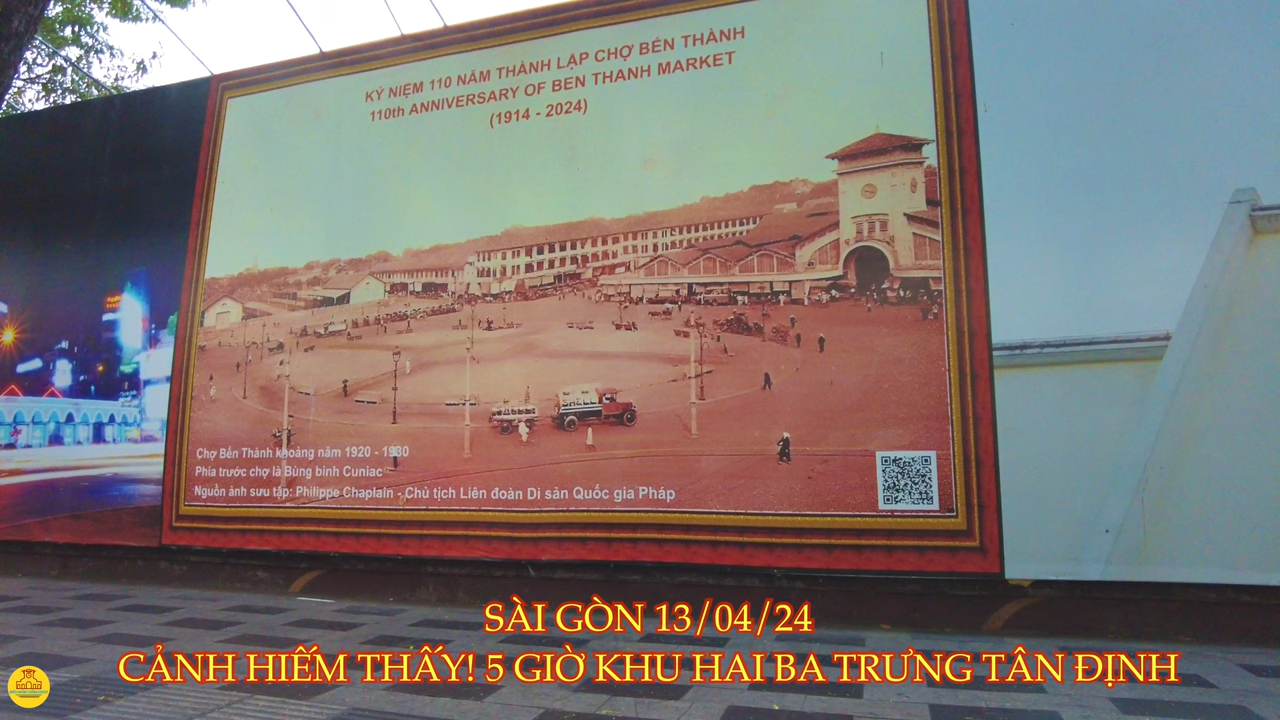 KỶ NIỆM 110 NĂM THÀNH LẬP CHỢ BẾN THÀNH
110th ANNIVERSARY OF BEN THANH MARKET
(1914 - 2024)
SHELL
Chợ Bến Thành khoảng năm 1920 - 1930
Phía trước chợ là Bùng binh Cuniac
Nguồn ảnh sưu tập: Philippe Chaplain - Chủ tịch Liên đoàn Di sản Quốc gia Pháp
SÀI GÒN 13/04/24
CẢNH HIẾM THẤY! 5 GIỜ KHU HAI BA TRƯNG TÂN ĐỊNH